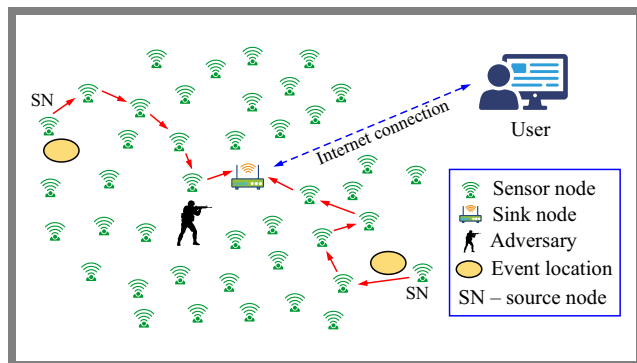 SN
Internet connection
User
Sensor node
Sink node
Adversary
Event location
SN – source node
SN